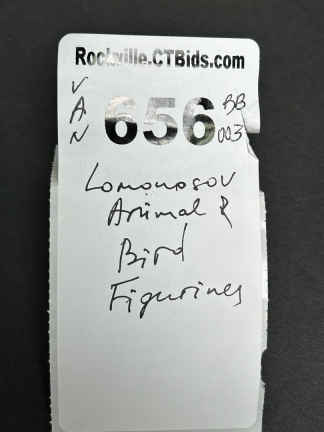 Rockville.CTBids.com
VAN
656
BB
003
Lomonosov
Animal &
Bird
Figurines